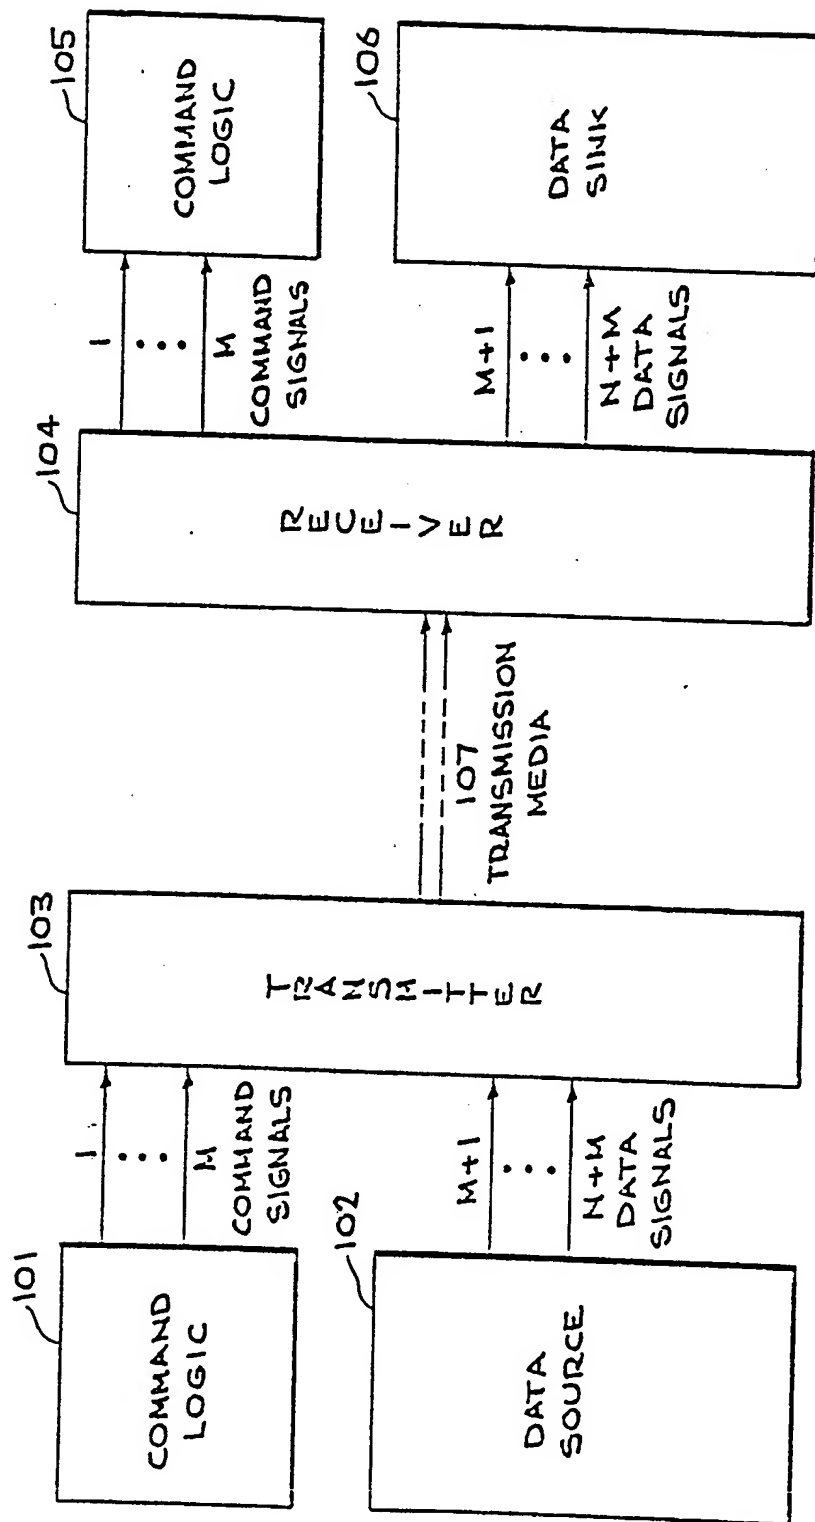 101
COMMAND
LOGIC
1
M
COMMAND
SIGNALS
102
DATA
SOURCE
M+1
N+M
DATA
SIGNALS
103
TRANSMITTER
107
TRANSMISSION
MEDIA
104
RECEIVER
1
M
COMMAND
SIGNALS
M+1
N+M
DATA
SIGNALS
105
COMMAND
LOGIC
106
DATA
SINK